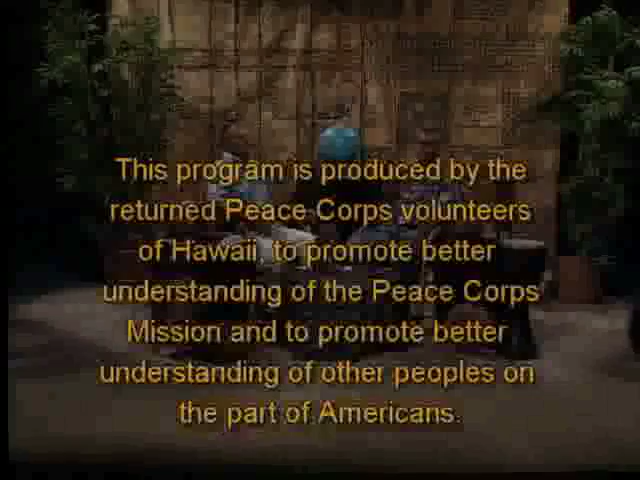 This program is produced by the
returned Peace Corps volunteers
of Hawaii, to promote better
understanding of the Peace Corps
Mission and to promote better
understanding of other peoples on
the part of Americans.